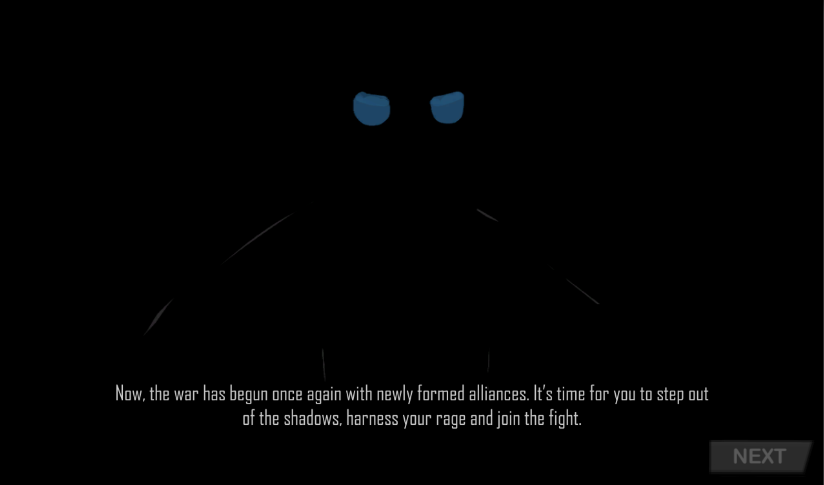 Now, the war has begun once again with newly formed alliances. It's time for you to step out
of the shadows, harness your rage and join the fight.
NEXT